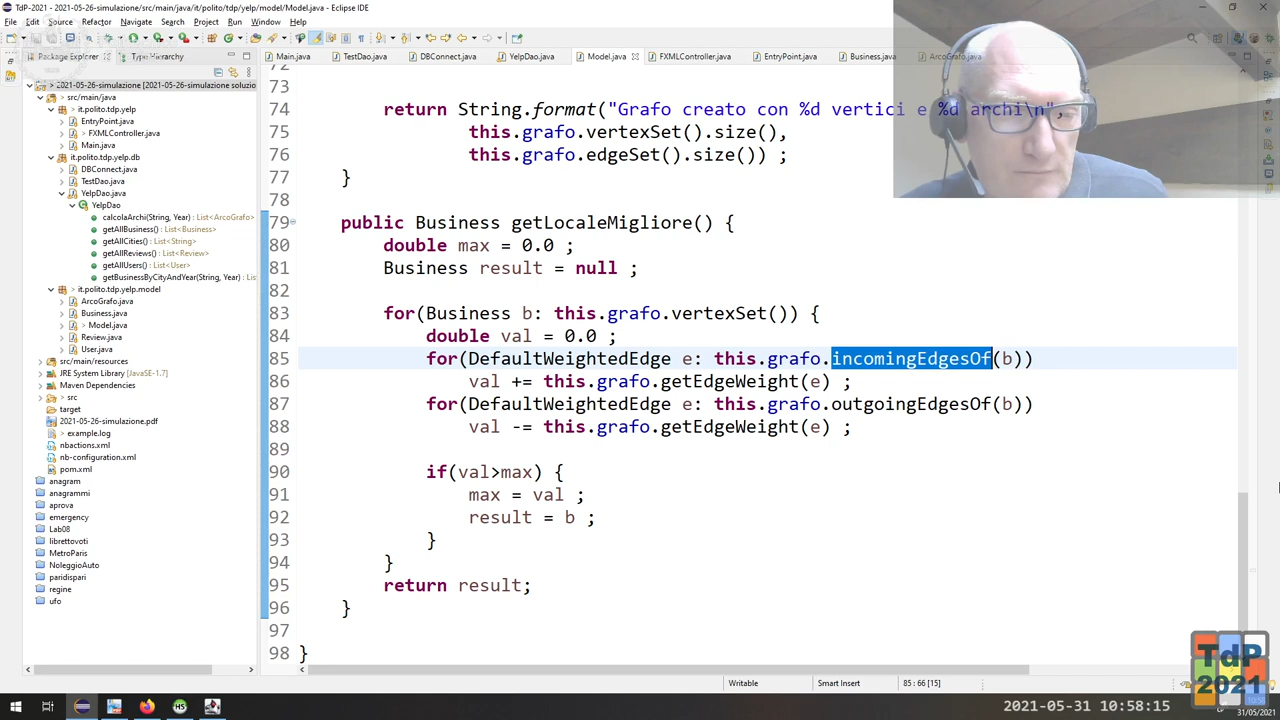 TdP-2021 - 2021-05-26-simulazione/src/main/java/it/polito/tdp/yelp/model/Model.java - Eclipse IDE
File Edit Source Refactor Navigate Search Project Run Window Help
Package Explorer Type Hierarchy
Main.java TestDao.java DBConnect.java YelpDao.java Model.java FXMLController.java EntryPoint.java Business.java ArcoGrafo.java
2021-05-26-simulazione [2021-05-26-simulazione soluzio
src/main/java
it.polito.tdp.yelp
EntryPoint.java
FXMLController.java
Main.java
it.polito.tdp.yelp.db
DBConnect.java
TestDao.java
YelpDao.java
YelpDao
calcolaArchi(String, Year) : List<ArcoGrafo>
getAllBusiness() : List<Business>
getAllCities() : List<String>
getAllReviews() : List<Review>
getAllUsers() : List<User>
getBusinessByCityAndYear(String, Year)
it.polito.tdp.yelp.model
ArcoGrafo.java
Business.java
Model.java
Review.java
User.java
src/main/resources
JRE System Library [JavaSE-1.7]
Maven Dependencies
src
target
2021-05-26-simulazione.pdf
example.log
nbactions.xml
nb-configuration.xml
pom.xml
anagram
anagrammi
aprova
emergency
Lab08
librettovoti
MetroParis
NoleggioAuto
paridispari
regine
ufo
72
73
74 return String.format("Grafo creato con %d vertici e %d archi\n",
75 this.grafo.vertexSet().size(),
76 this.grafo.edgeSet().size()) ;
77 }
78
79 public Business getLocaleMigliore() {
80 double max = 0.0 ;
81 Business result = null ;
82
83 for(Business b: this.grafo.vertexSet()) {
84 double val = 0.0 ;
85 for(DefaultWeightedEdge e: this.grafo.incomingEdgesOf(b))
86 val += this.grafo.getEdgeWeight(e) ;
87 for(DefaultWeightedEdge e: this.grafo.outgoingEdgesOf(b))
88 val -= this.grafo.getEdgeWeight(e) ;
89
90 if(val>max) {
91 max = val ;
92 result = b ;
93 }
94 }
95 return result;
96 }
97
98 }
Writable Smart Insert 85 : 66 [15]
TdP
2021
2021-05-31 10:58:15
31/05/2021